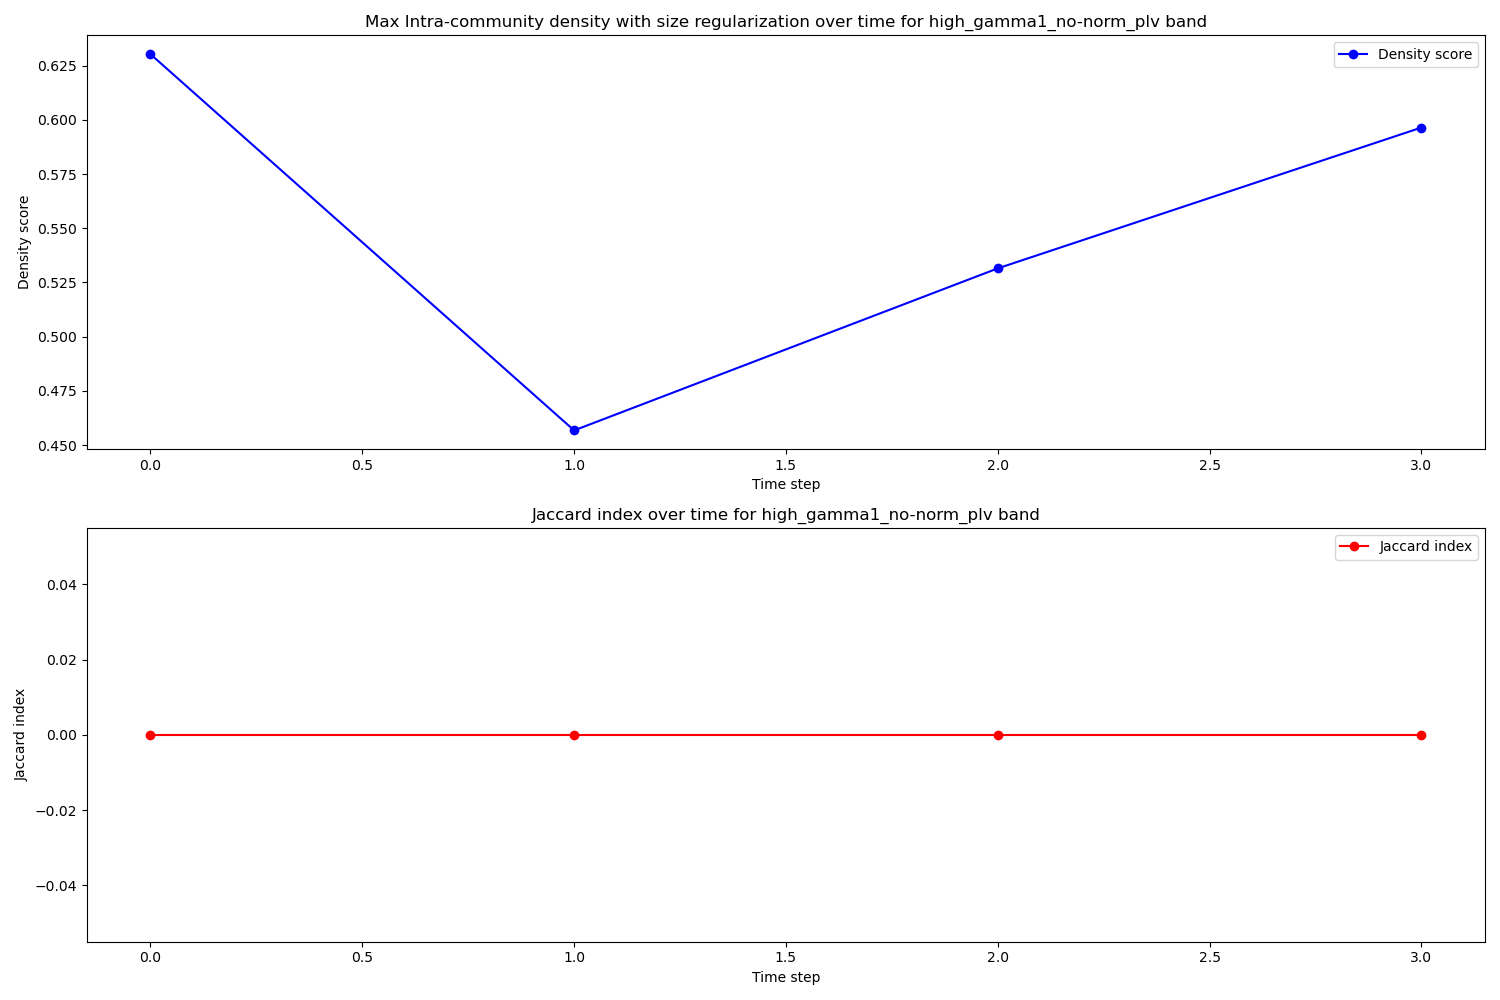 Max Intra-community density with size regularization over time for high_gamma1_no-norm_plv band
Density score
0.625
0.600
0.575
0.550
0.525
0.500
0.475
0.450
Density score
0.0 0.5 1.0 1.5 2.0 2.5 3.0
Time step
Jaccard index over time for high_gamma1_no-norm_plv band
Jaccard index
0.04
0.02
0.00
−0.02
−0.04
Jaccard index
0.0 0.5 1.0 1.5 2.0 2.5 3.0
Time step